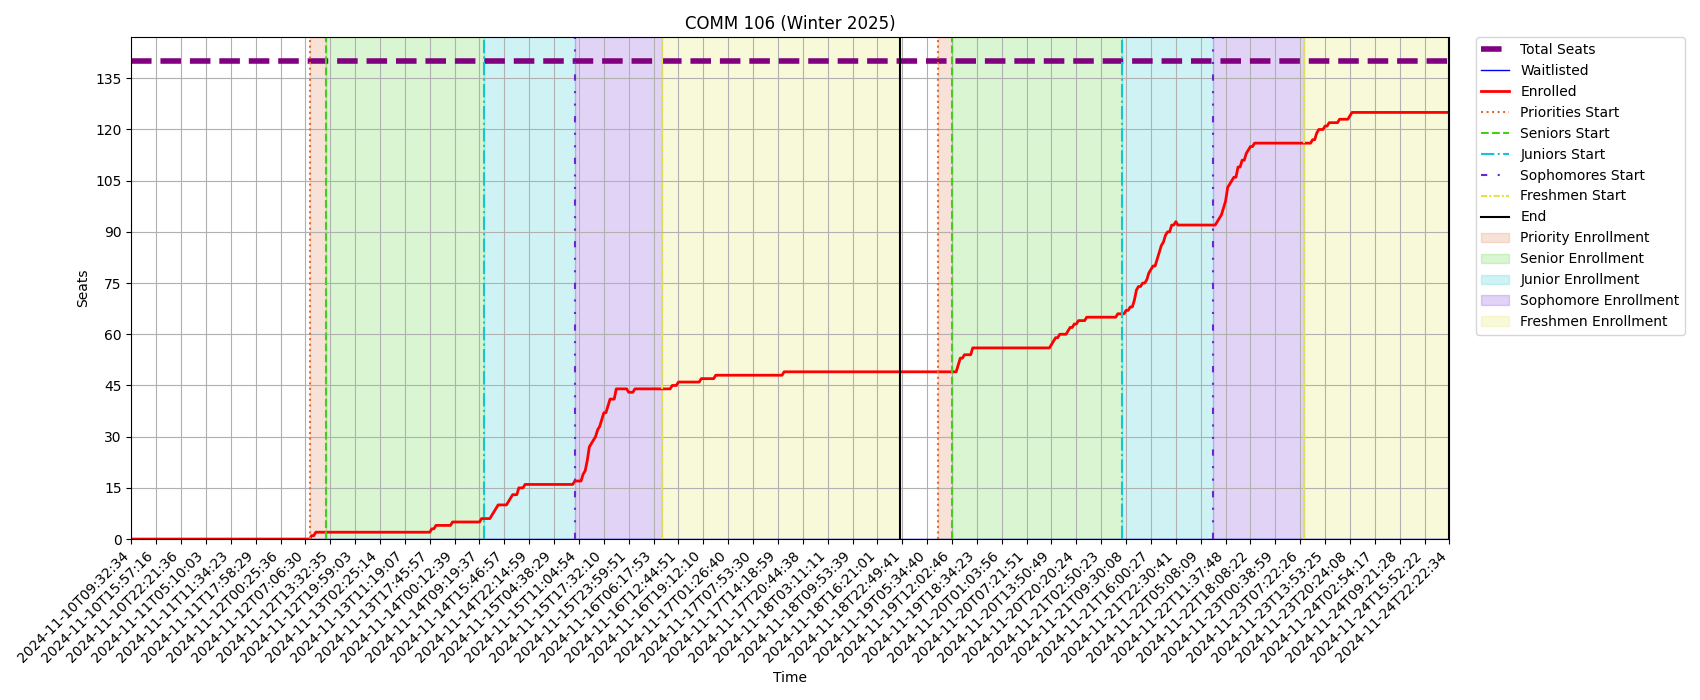 COMM 106 (Winter 2025)
Seats
135
120
105
90
75
60
45
30
15
0
2024-11-10T09:32:34
2024-11-10T15:57:16
2024-11-10T22:21:36
2024-11-11T05:10:03
2024-11-11T11:34:23
2024-11-11T17:58:29
2024-11-12T00:25:36
2024-11-12T07:06:30
2024-11-12T13:32:35
2024-11-12T19:59:03
2024-11-13T02:25:14
2024-11-13T11:19:07
2024-11-13T17:45:57
2024-11-14T00:12:39
2024-11-14T09:19:37
2024-11-14T15:46:57
2024-11-14T22:14:59
2024-11-15T04:38:29
2024-11-15T11:04:54
2024-11-15T17:32:10
2024-11-15T23:59:51
2024-11-16T06:17:53
2024-11-16T12:44:51
2024-11-16T19:12:10
2024-11-17T01:26:40
2024-11-17T07:53:30
2024-11-17T14:18:59
2024-11-17T20:44:38
2024-11-18T03:11:11
2024-11-18T09:53:39
2024-11-18T16:21:01
2024-11-18T22:49:41
2024-11-19T05:34:40
2024-11-19T12:02:46
2024-11-19T18:34:23
2024-11-20T01:03:56
2024-11-20T07:21:51
2024-11-20T13:50:49
2024-11-20T20:20:24
2024-11-21T02:50:23
2024-11-21T09:30:08
2024-11-21T16:00:27
2024-11-21T22:30:41
2024-11-22T05:08:09
2024-11-22T11:37:48
2024-11-22T18:08:22
2024-11-23T00:38:59
2024-11-23T07:22:26
2024-11-23T13:53:25
2024-11-23T20:24:08
2024-11-24T02:54:17
2024-11-24T09:21:28
2024-11-24T15:52:22
2024-11-24T22:22:34
Time
Total Seats
Waitlisted
Enrolled
Priorities Start
Seniors Start
Juniors Start
Sophomores Start
Freshmen Start
End
Priority Enrollment
Senior Enrollment
Junior Enrollment
Sophomore Enrollment
Freshmen Enrollment